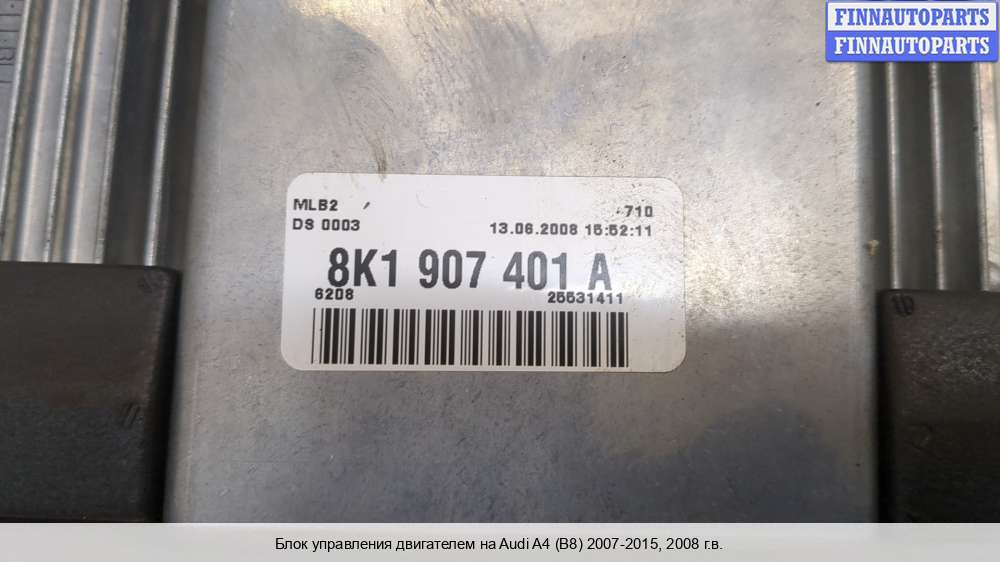 FINNAUTOPARTS
FINNAUTOPARTS
MLB2
710
DS 0003
13.06.2008 15:52:11
8K1 907 401 A
62D8
25531411
Блок управления двигателем на Audi A4 (B8) 2007-2015, 2008 г.в.